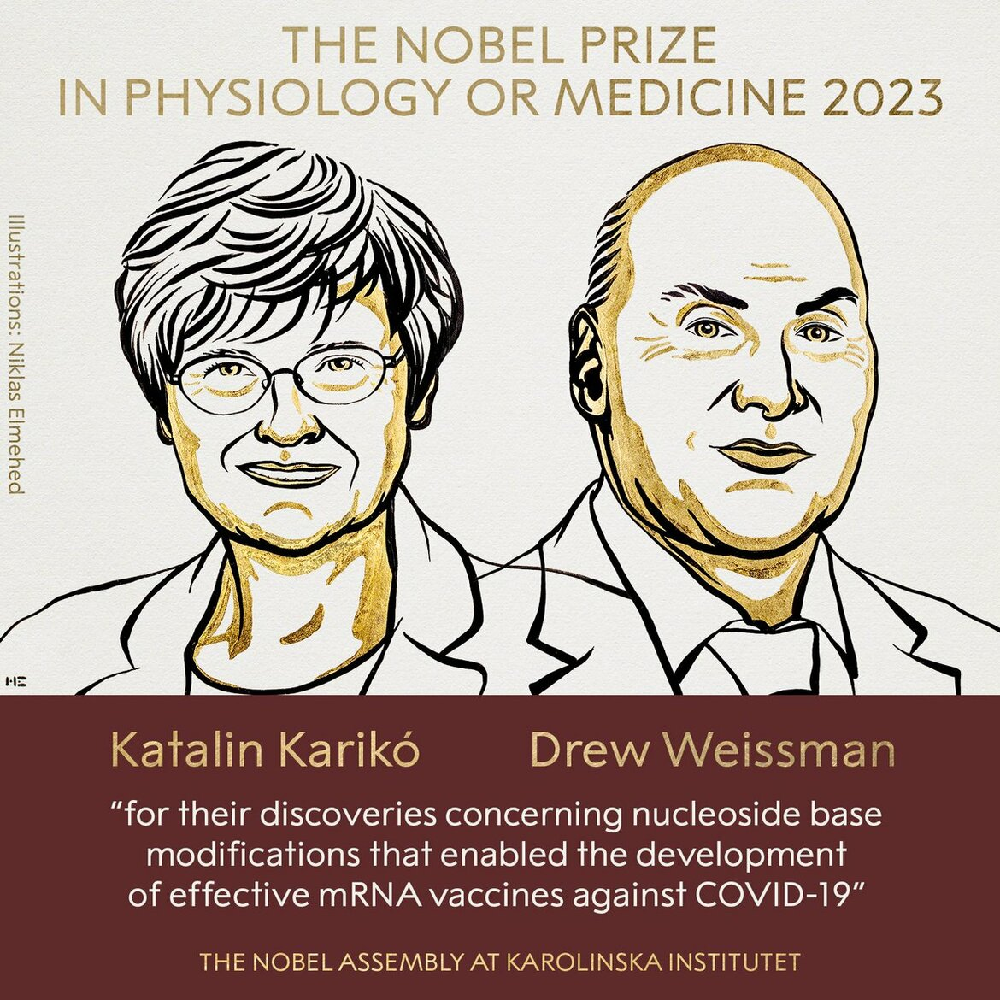 THE NOBEL PRIZE
IN PHYSIOLOGY OR MEDICINE 2023
Illustrations: Niklas Elmehed
Katalin Karikó
Drew Weissman
“for their discoveries concerning nucleoside base
modifications that enabled the development
of effective mRNA vaccines against COVID-19”
THE NOBEL ASSEMBLY AT KAROLINSKA INSTITUTET